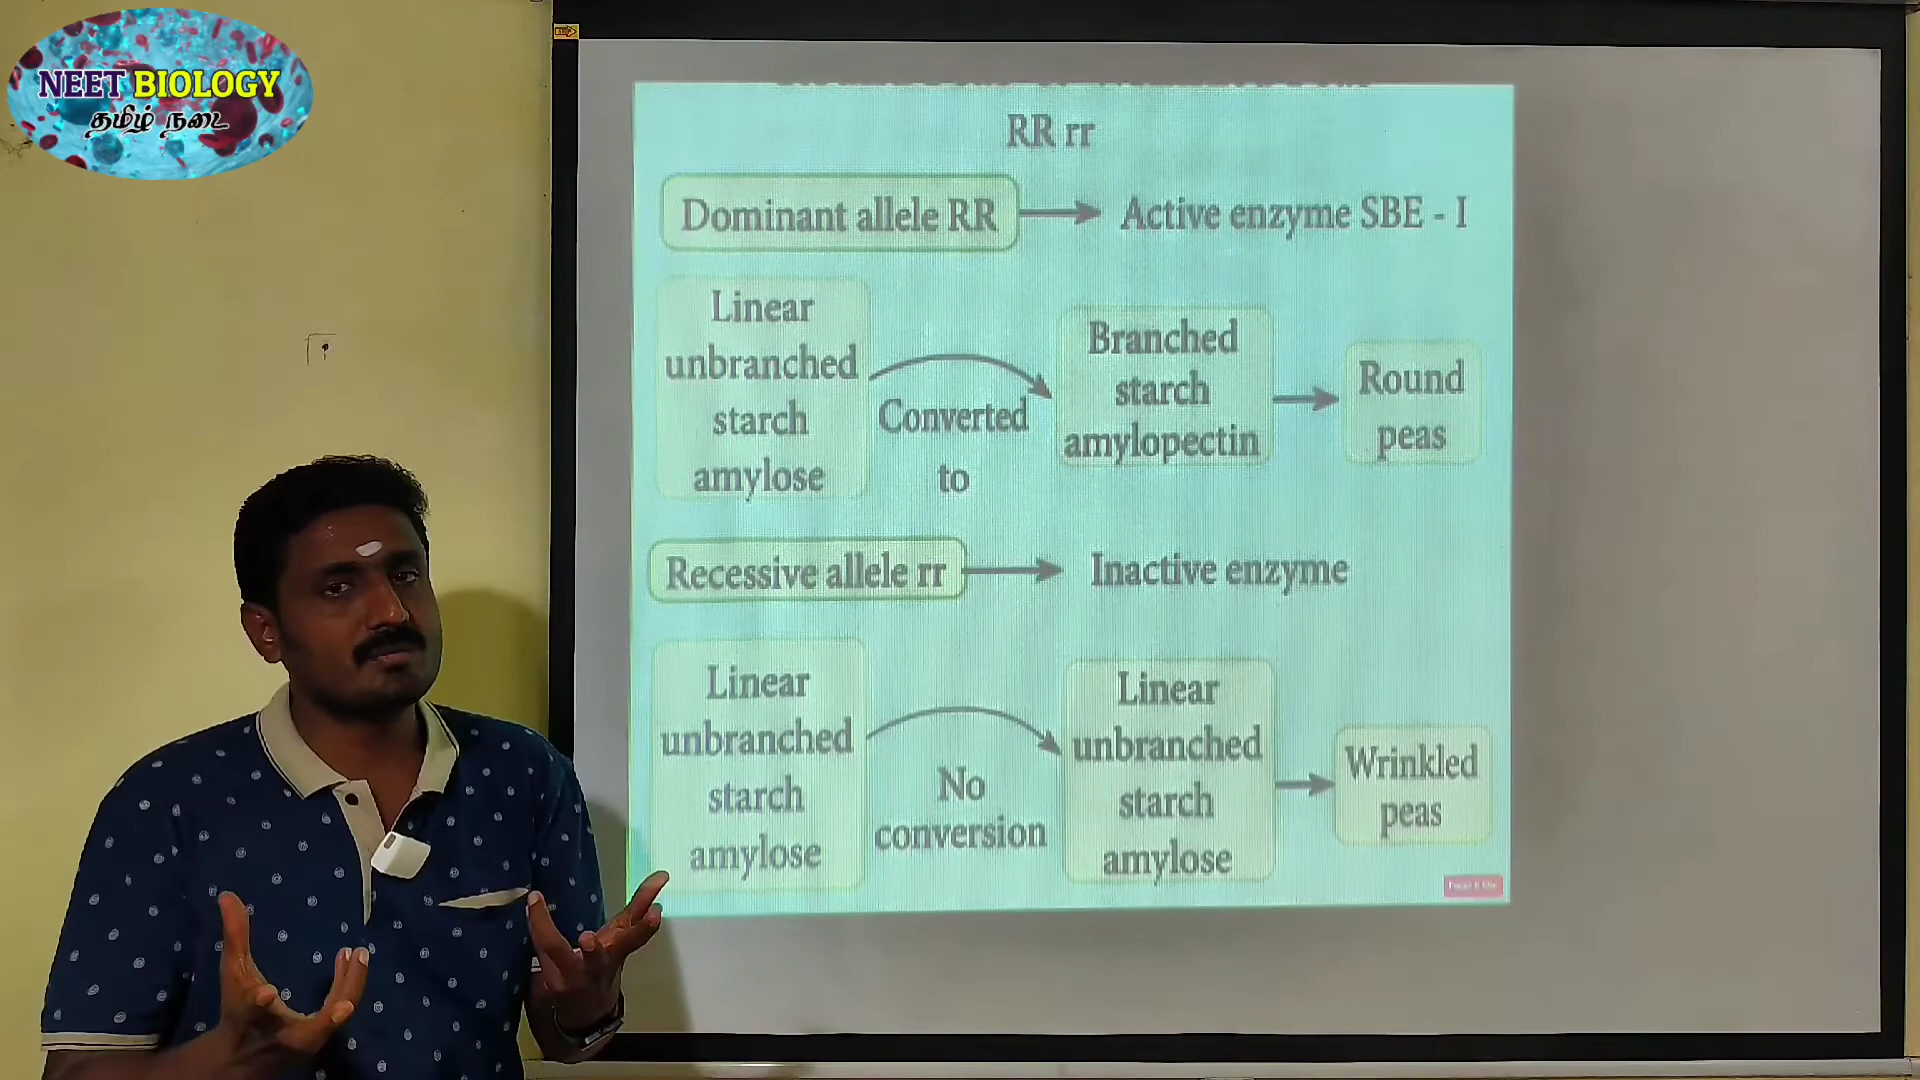 NEET BIOLOGY
தமிழ் நடை
RR rr
Dominant allele RR
Active enzyme SBE - I
Linear
unbranched
starch
amylose
Converted
to
Branched
starch
amylopectin
Round
peas
Recessive allele rr
Inactive enzyme
Linear
unbranched
starch
amylose
No
conversion
Linear
unbranched
starch
amylose
Wrinkled
peas